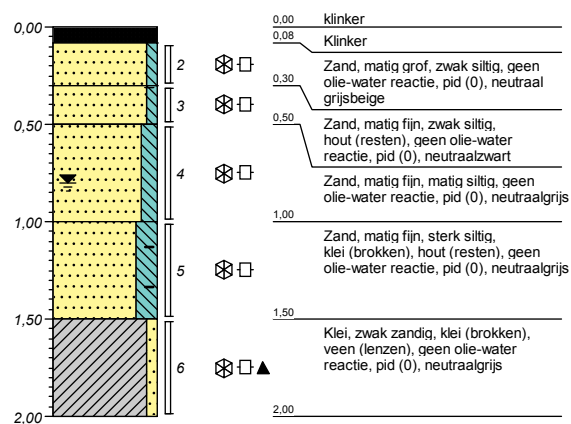 0,00
0,50
1,00
1,50
2,00
2
3
4
5
6
0,00 klinker
0,08 Klinker
Zand, matig grof, zwak siltig, geen
olie-water reactie, pid (0), neutraal
grijsbeige
0,30
Zand, matig fijn, zwak siltig,
hout (resten), geen olie-water
reactie, pid (0), neutraalzwart
0,50
Zand, matig fijn, matig siltig, geen
olie-water reactie, pid (0), neutraalgrijs
1,00
Zand, matig fijn, sterk siltig,
klei (brokken), hout (resten), geen
olie-water reactie, pid (0), neutraalgrijs
1,50
Klei, zwak zandig, klei (brokken),
veen (lenzen), geen olie-water
reactie, pid (0), neutraalgrijs
2,00